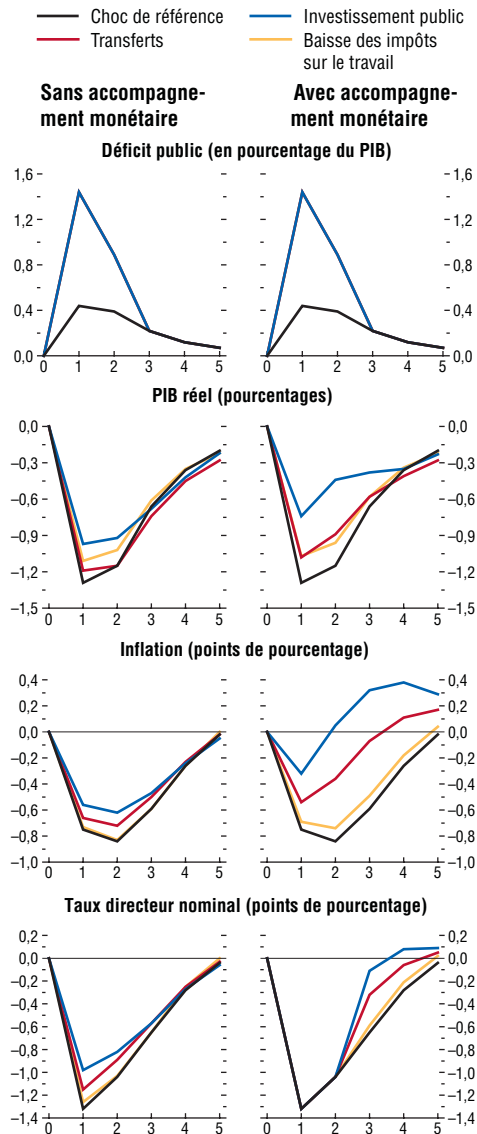 Choc de référence
Investissement public
Transferts
Baisse des impôts
sur le travail
Sans accompagne-
ment monétaire
Avec accompagne-
ment monétaire
Déficit public (en pourcentage du PIB)
1,6 1,6
1,2 1,2
0,8 0,8
0,4 0,4
0,0 0,0
0 1 2 3 4 5 0 1 2 3 4 5
PIB réel (pourcentages)
0,0 0,0
–0,3 –0,3
–0,6 –0,6
–0,9 –0,9
–1,2 –1,2
–1,5 –1,5
0 1 2 3 4 5 0 1 2 3 4 5
Inflation (points de pourcentage)
0,4 0,4
0,2 0,2
0,0 0,0
–0,2 –0,2
–0,4 –0,4
–0,6 –0,6
–0,8 –0,8
–1,0 –1,0
0 1 2 3 4 5 0 1 2 3 4 5
Taux directeur nominal (points de pourcentage)
0,2 0,2
0,0 0,0
–0,2 –0,2
–0,4 –0,4
–0,6 –0,6
–0,8 –0,8
–1,0 –1,0
–1,2 –1,2
–1,4 –1,4
0 1 2 3 4 5 0 1 2 3 4 5